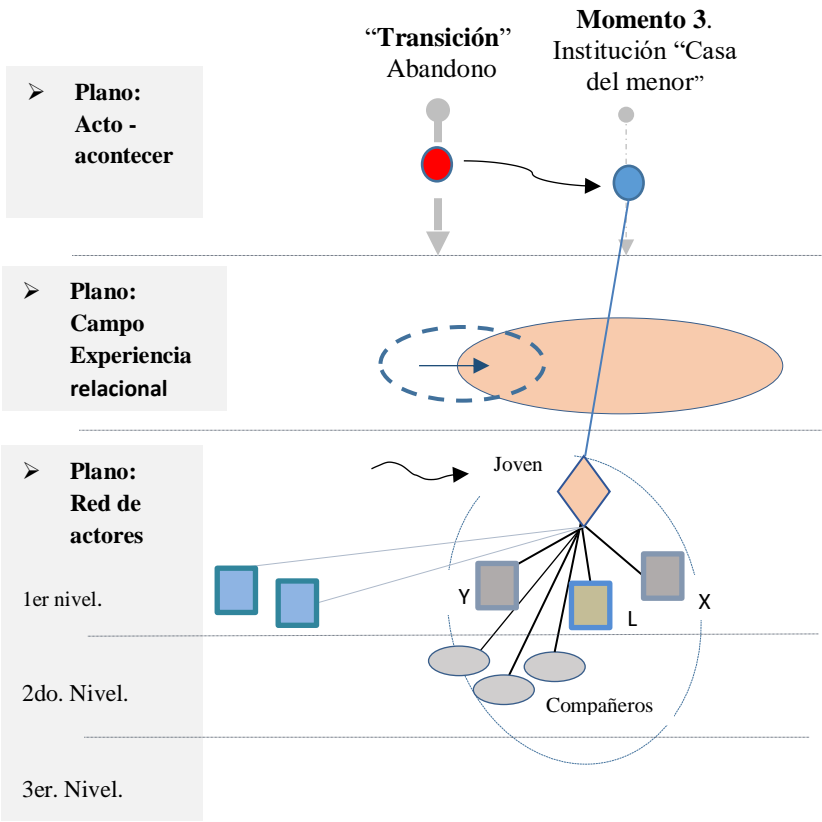 “Transición”
Abandono
Momento 3.
Institución “Casa
del menor”
➢ Plano:
Acto -
acontecer
➢ Plano:
Campo
Experiencia
relacional
➢ Plano:
Red de
actores
Joven
1er nivel.
Y
L
X
2do. Nivel.
Compañeros
3er. Nivel.